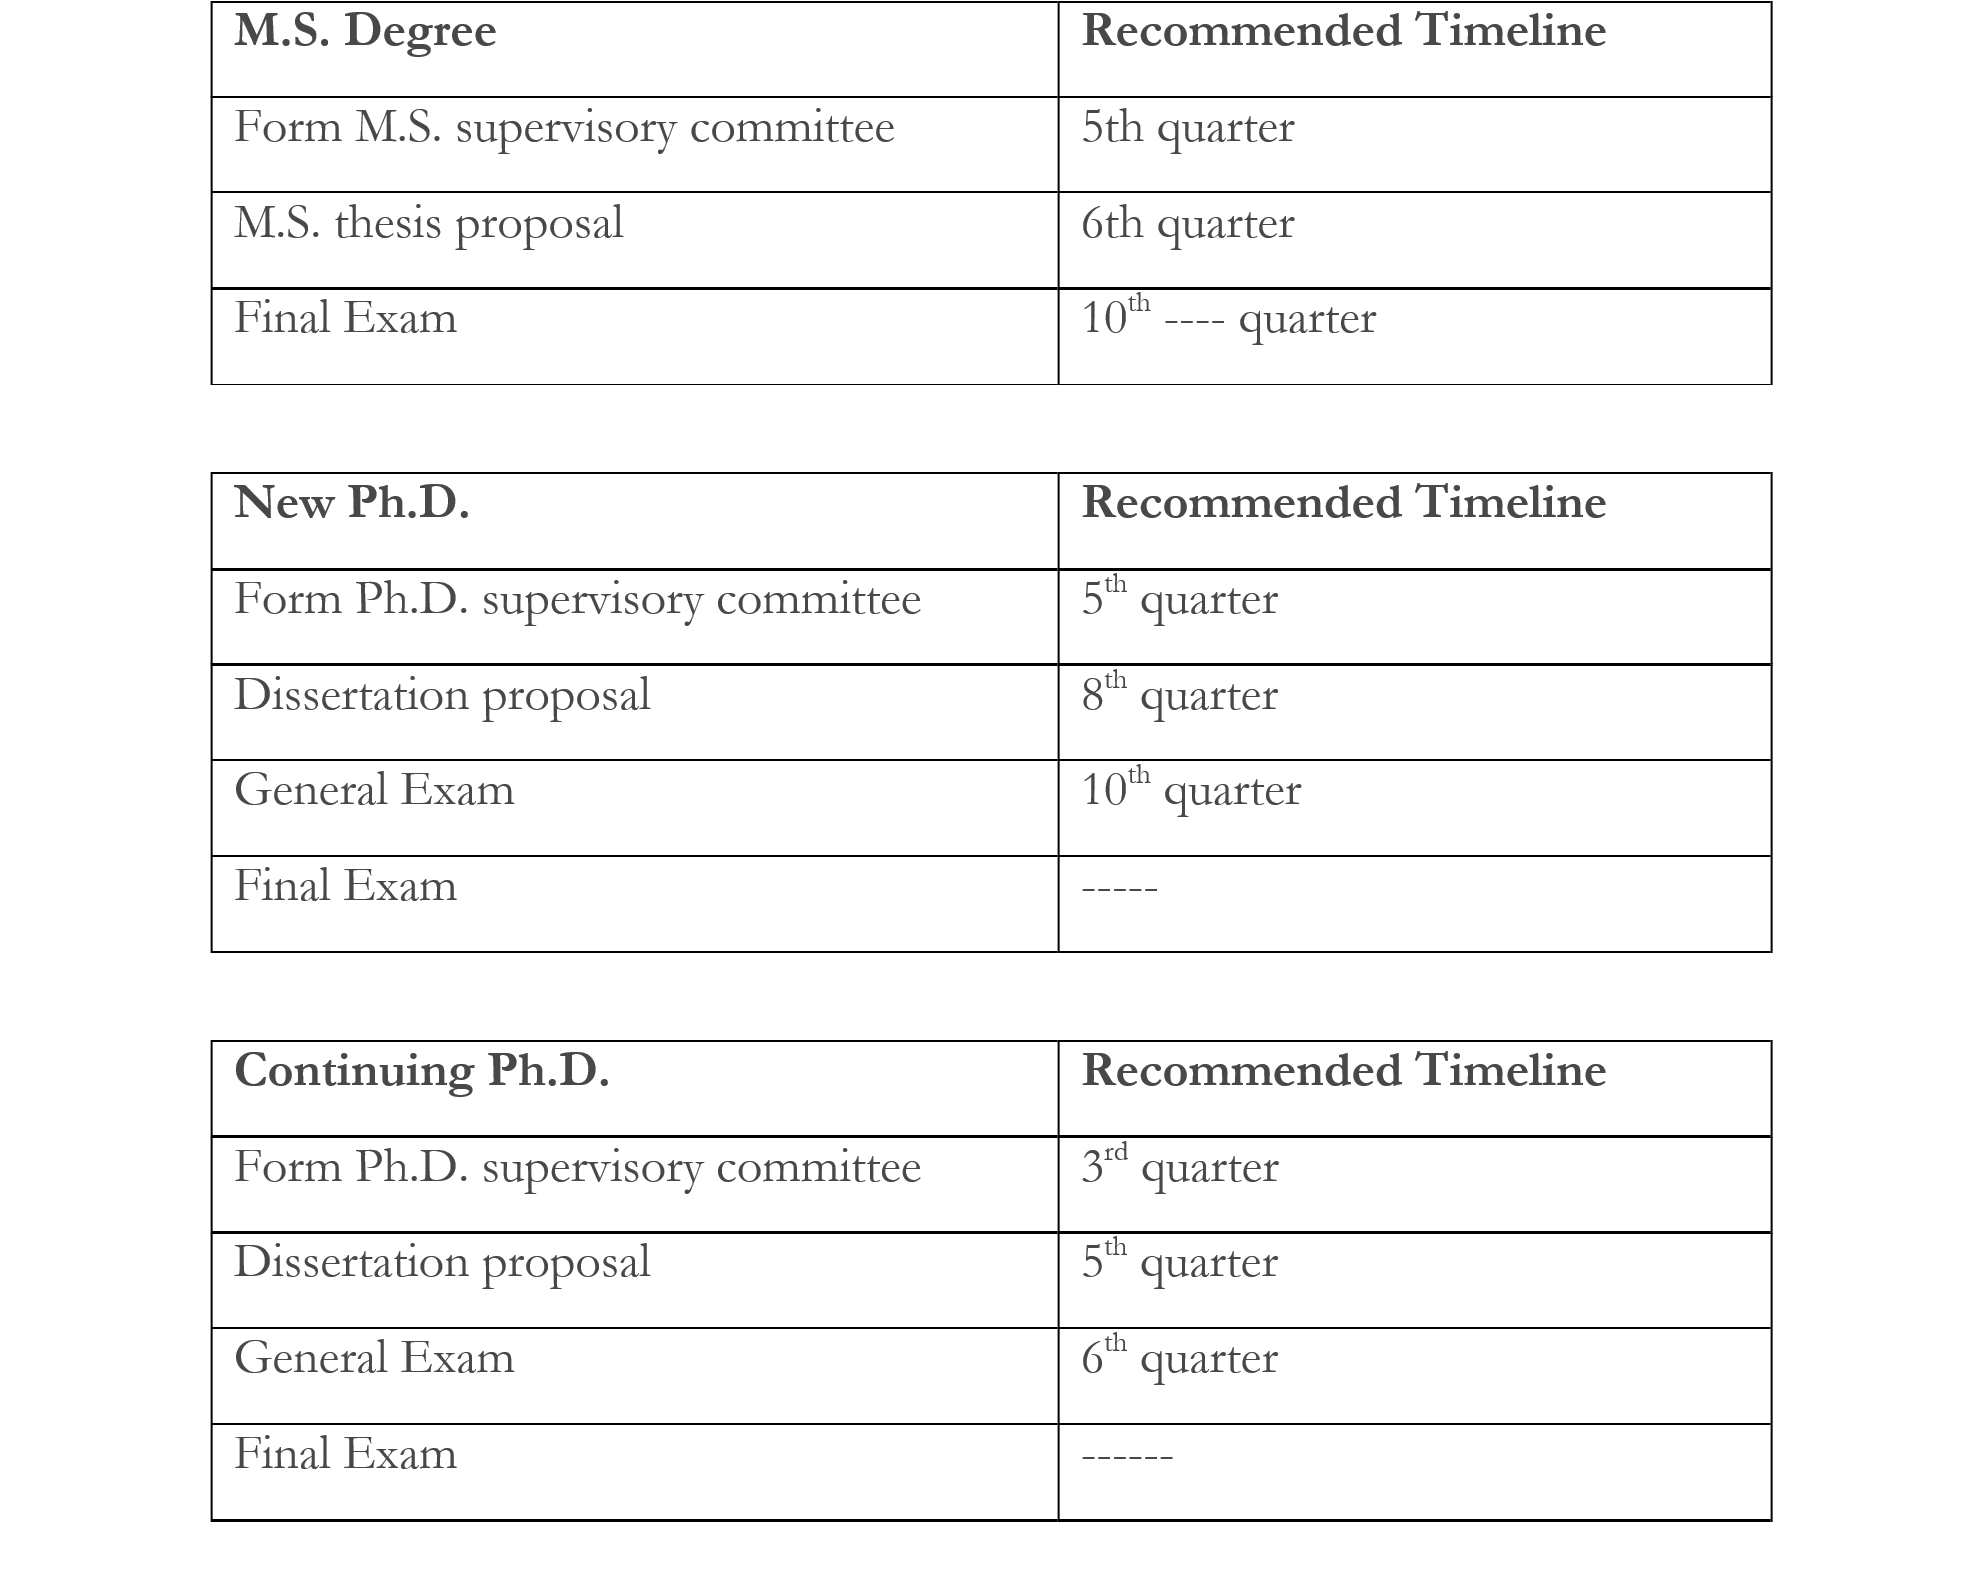 M.S. Degree Recommended Timeline
Form M.S. supervisory committee 5th quarter
M.S. thesis proposal 6th quarter
Final Exam 10th ---- quarter
New Ph.D. Recommended Timeline
Form Ph.D. supervisory committee 5th quarter
Dissertation proposal 8th quarter
General Exam 10th quarter
Final Exam -----
Continuing Ph.D. Recommended Timeline
Form Ph.D. supervisory committee 3rd quarter
Dissertation proposal 5th quarter
General Exam 6th quarter
Final Exam ------